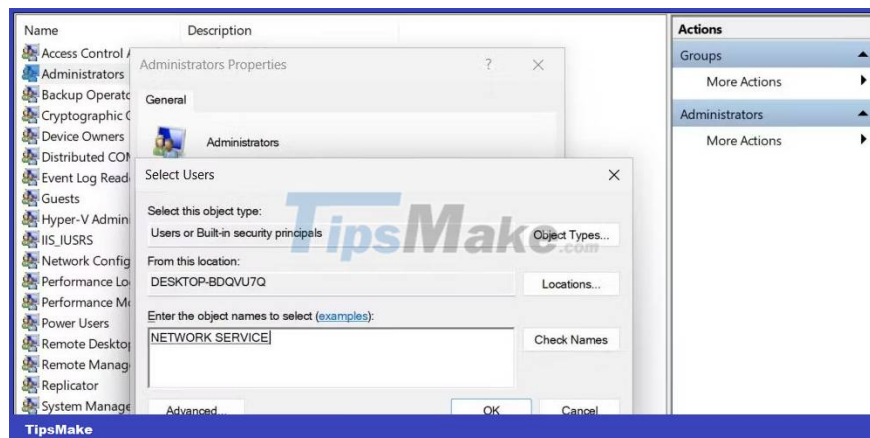 Name Description
Access Control A
Administrators
Backup Operato
Cryptographic O
Device Owners
Distributed COM
Event Log Read
Guests
Hyper-V Admin
IIS_IUSRS
Network Config
Performance Lo
Performance Mo
Power Users
Remote Desktop
Remote Manag
Replicator
System Manage
Administrators Properties ? ×
General
Administrators
Select Users ×
Select this object type:
Users or Built-in security principals
Object Types...
From this location:
DESKTOP-BDQVU7Q
Locations...
Enter the object names to select (examples):
NETWORK SERVICE
Check Names
Advanced...
OK
Cancel
Actions
Groups
More Actions
Administrators
More Actions
TipsMake.com
TipsMake